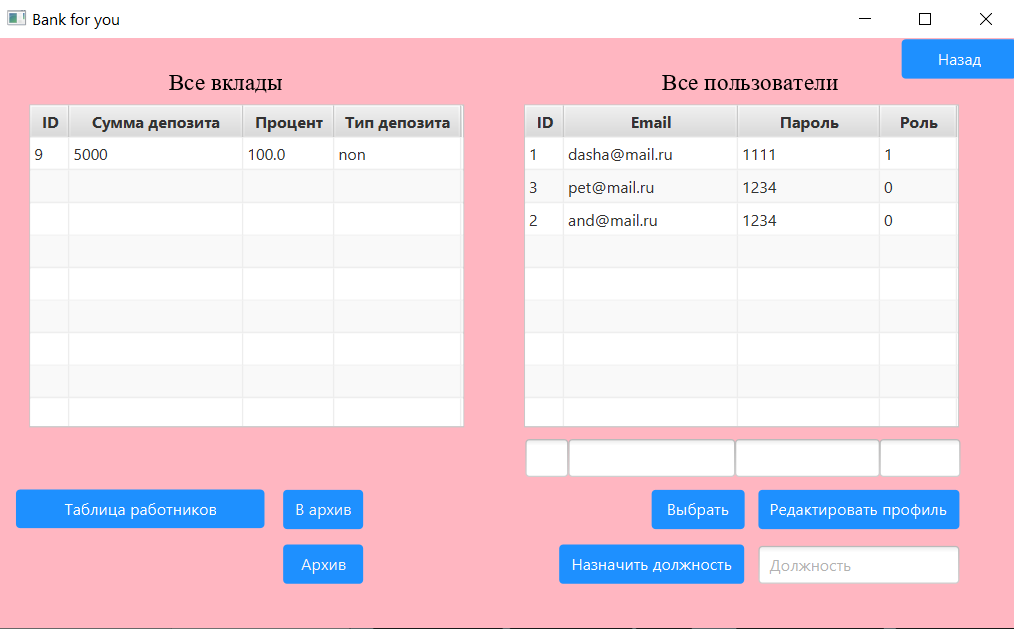 Bank for you
Назад
Все вклады
Все пользователи
ID Сумма депозита Процент Тип депозита
9 5000 100.0 non
ID Email Пароль Роль
1 dasha@mail.ru 1111 1
3 pet@mail.ru 1234 0
2 and@mail.ru 1234 0
Таблица работников
В архив
Выбрать
Редактировать профиль
Архив
Назначить должность
Должность